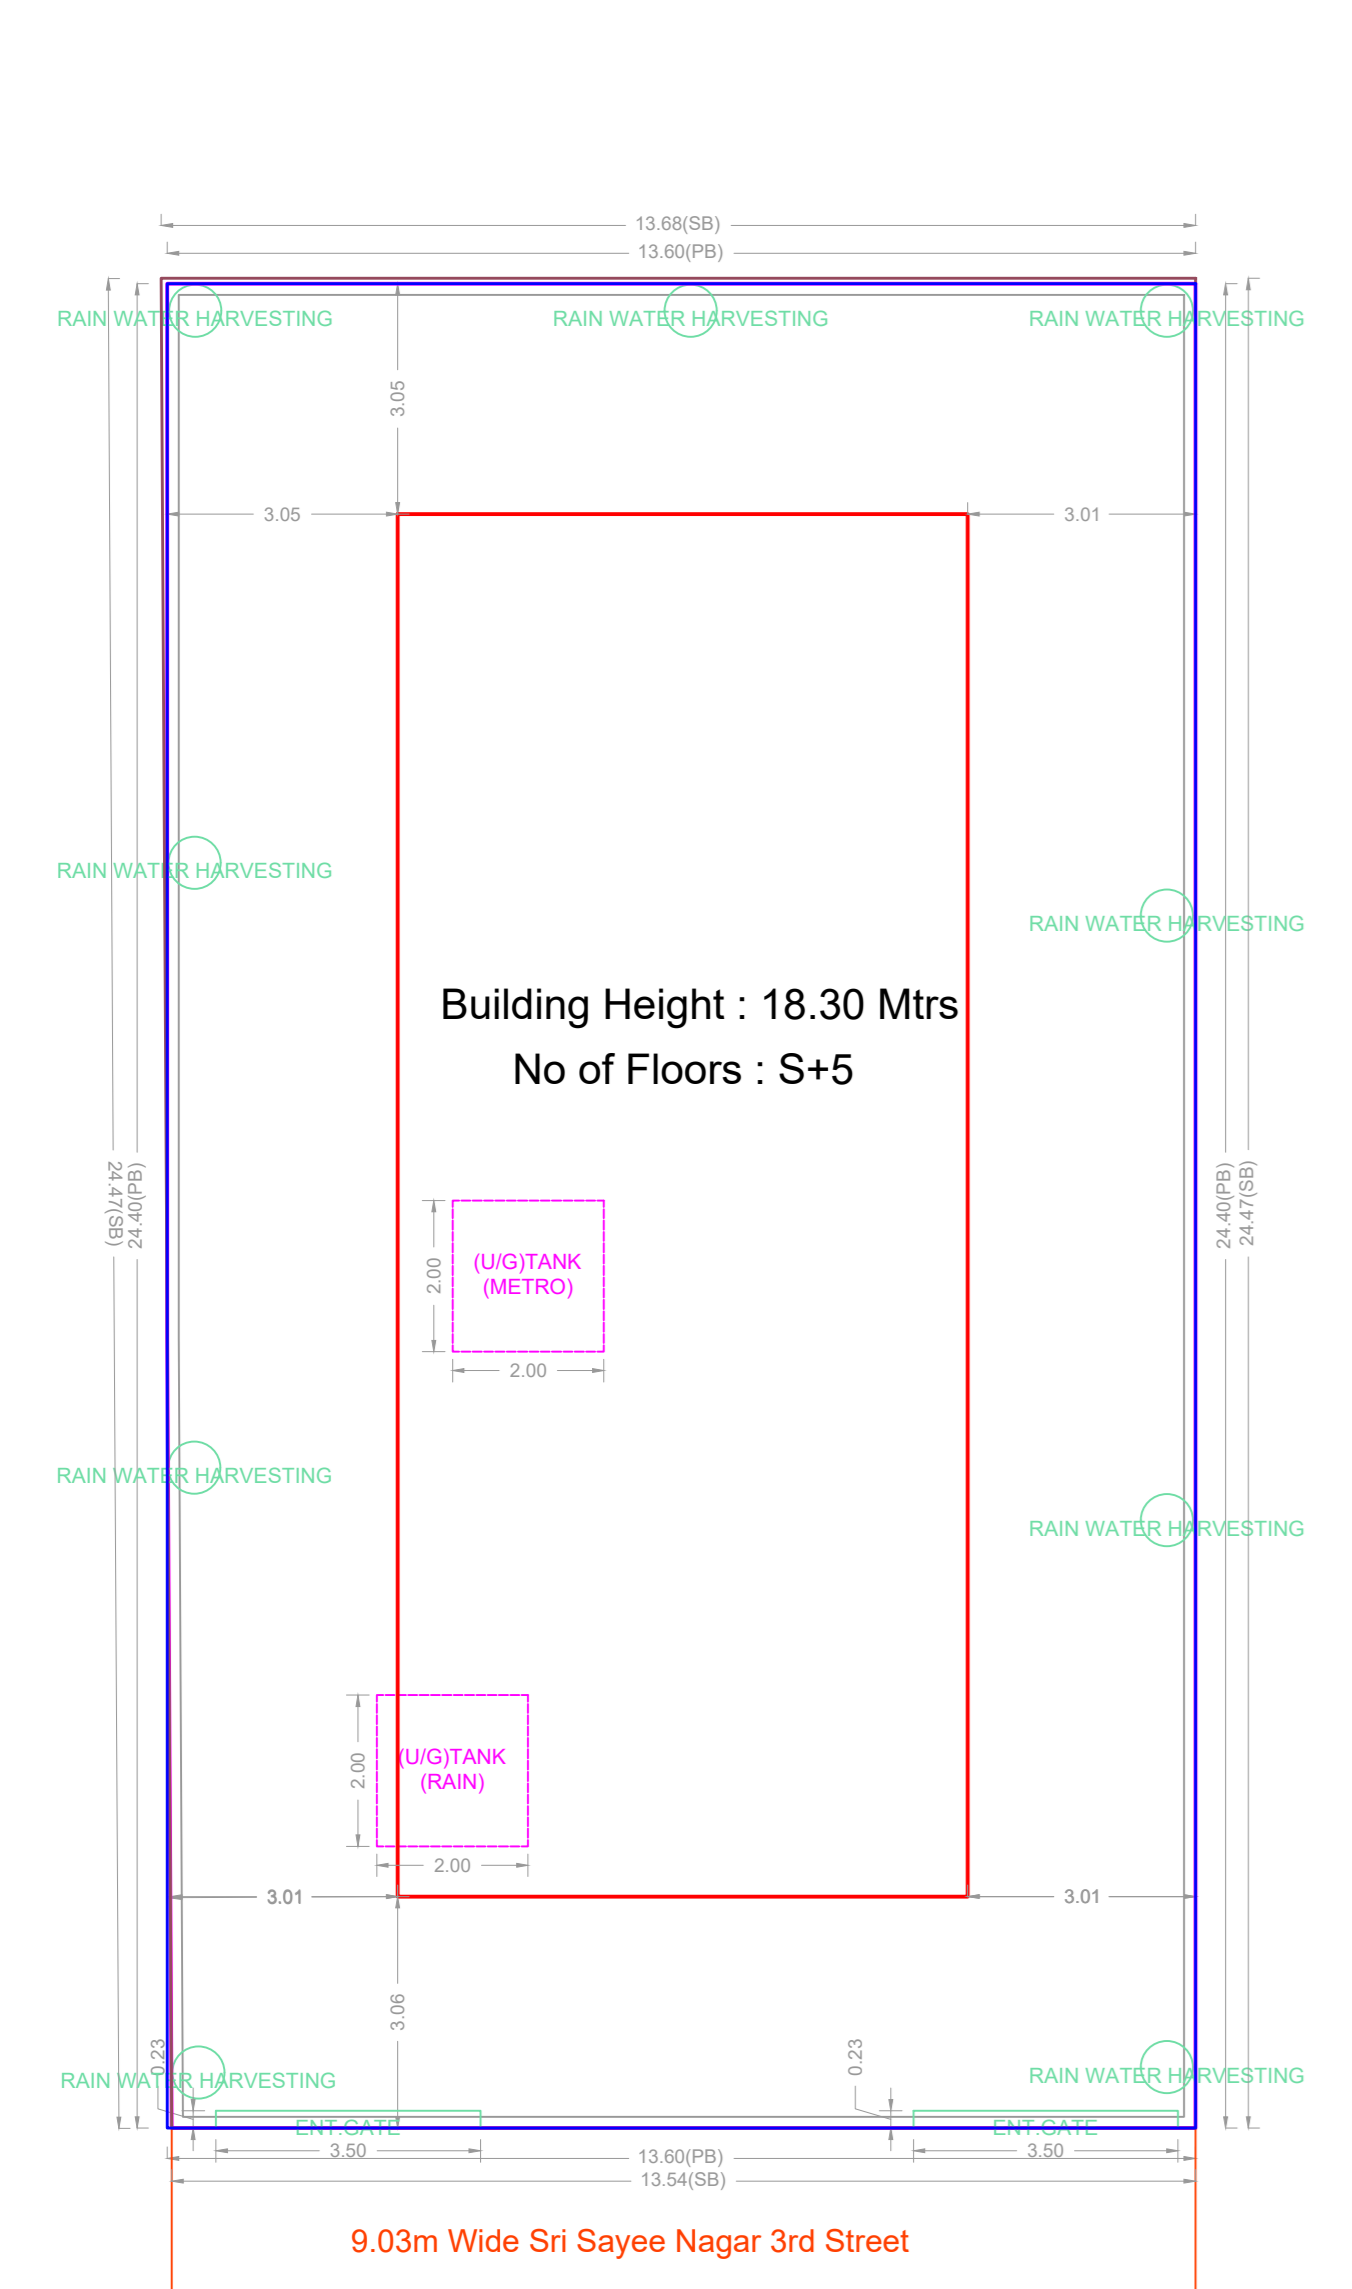 13.68(SB)
13.60(PB)
RAIN WATER HARVESTING
RAIN WATER HARVESTING
RAIN WATER HARVESTING
3.05
3.05
3.01
RAIN WATER HARVESTING
RAIN WATER HARVESTING
Building Height : 18.30 Mtrs
No of Floors : S+5
24.47(SB)
24.40(PB)
24.40(PB)
24.47(SB)
2.00
(U/G)TANK
(METRO)
2.00
RAIN WATER HARVESTING
RAIN WATER HARVESTING
2.00
(U/G)TANK
(RAIN)
2.00
3.01
3.01
3.06
0.23
0.23
RAIN WATER HARVESTING
RAIN WATER HARVESTING
ENT.GATE
ENT.GATE
3.50
13.60(PB)
3.50
13.54(SB)
9.03m Wide Sri Sayee Nagar 3rd Street